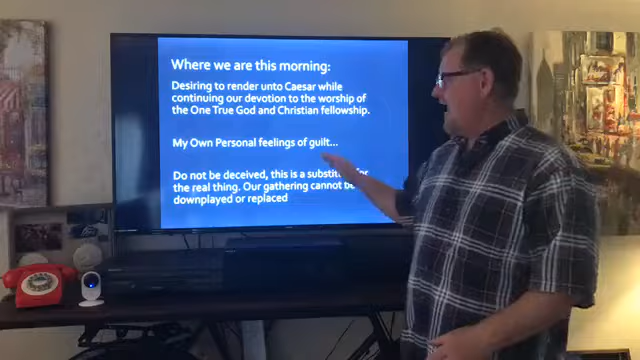 Where we are this morning:
Desiring to render unto Caesar while
continuing our devotion to the worship of
the One True God and Christian fellowship.
My Own Personal feelings of guilt...
Do not be deceived, this is a for
the real thing. Our gathering cannot be
downplayed or replaced